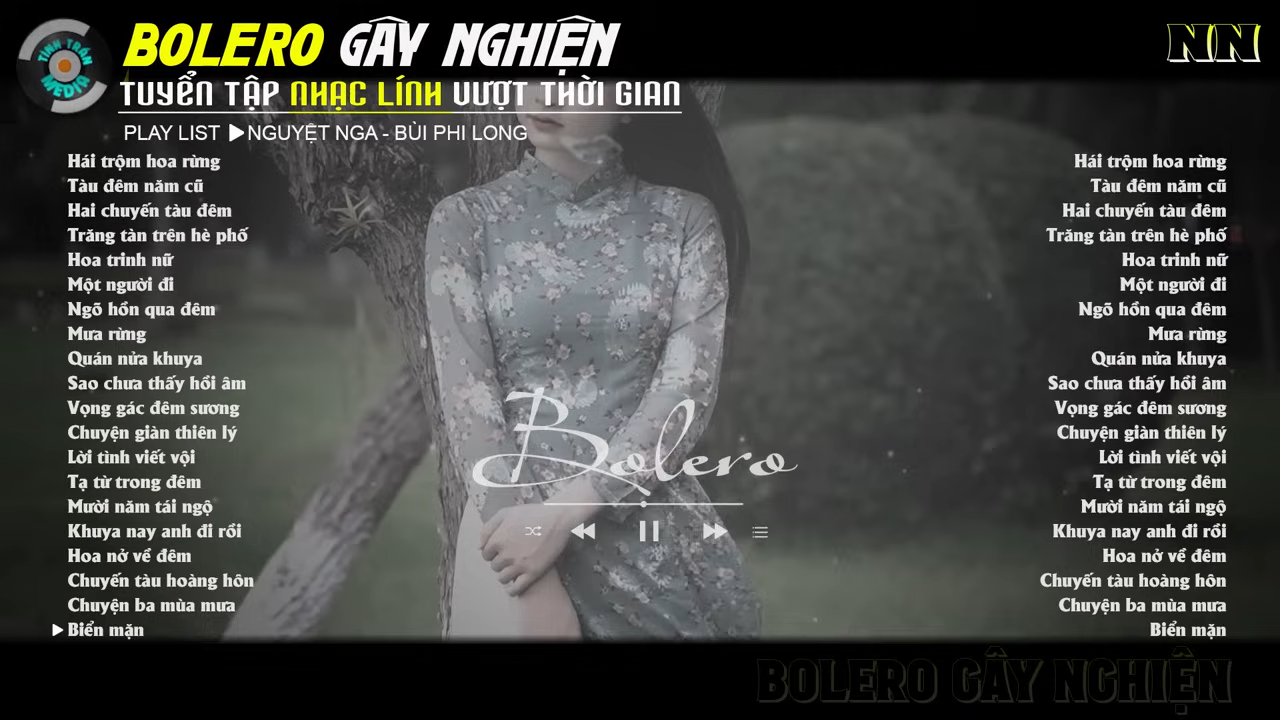 TÌNH TRẦN
MEDIA
BOLERO GÂY NGHIỆN
NN
TUYỂN TẬP NHẠC LÍNH VƯỢT THỜI GIAN
PLAY LIST ▶NGUYỆT NGA - BÙI PHI LONG
Hái trộm hoa rừng
Tàu đêm năm cũ
Hai chuyến tàu đêm
Trăng tàn trên hè phố
Hoa trinh nữ
Một người đi
Ngõ hồn qua đêm
Mưa rừng
Quán nửa khuya
Sao chưa thấy hồi âm
Vọng gác đêm sương
Chuyện giàn thiên lý
Lời tình viết vội
Tạ từ trong đêm
Mười năm tái ngộ
Khuya nay anh đi rồi
Hoa nở về đêm
Chuyến tàu hoàng hôn
Chuyện ba mùa mưa
Biển mặn
Bolero
Hái trộm hoa rừng
Tàu đêm năm cũ
Hai chuyến tàu đêm
Trăng tàn trên hè phố
Hoa trinh nữ
Một người đi
Ngõ hồn qua đêm
Mưa rừng
Quán nửa khuya
Sao chưa thấy hồi âm
Vọng gác đêm sương
Chuyện giàn thiên lý
Lời tình viết vội
Tạ từ trong đêm
Mười năm tái ngộ
Khuya nay anh đi rồi
Hoa nở về đêm
Chuyến tàu hoàng hôn
Chuyện ba mùa mưa
Biển mặn
BOLERO GÂY NGHIỆN